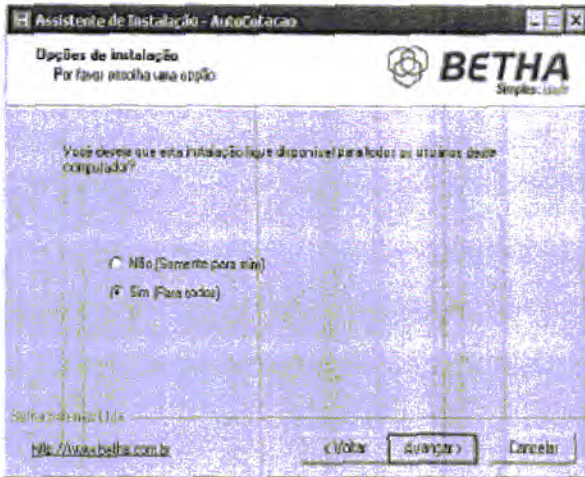 Assistente de Instalação - AutoCotacao
Opções de instalação
Por favor escolha uma opção
BETHA
Você deseja que esta instalação fique disponível para todos os usuários deste
computador?
Não (Somente para mim)
Sim (Para todos)
http://www.betha.com.br
< Voltar
Avançar >
Cancelar